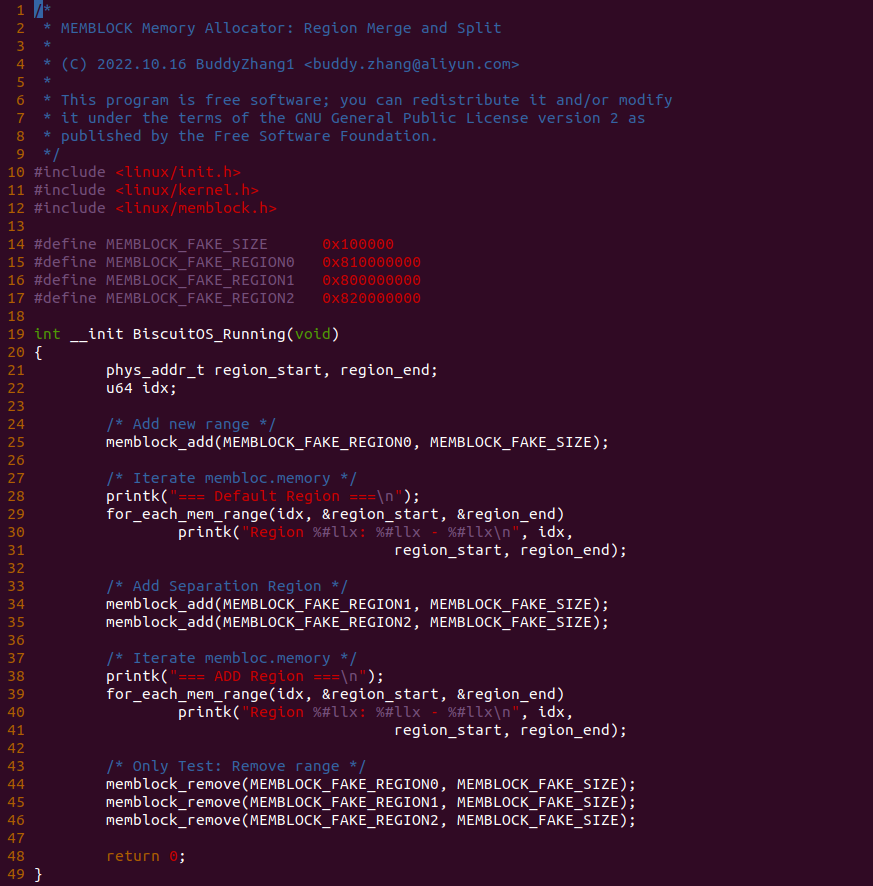 1 /*
2  * MEMBLOCK Memory Allocator: Region Merge and Split
3  *
4  * (C) 2022.10.16 BuddyZhang1 <buddy.zhang@aliyun.com>
5  *
6  * This program is free software; you can redistribute it and/or modify
7  * it under the terms of the GNU General Public License version 2 as
8  * published by the Free Software Foundation.
9  */
10 #include <linux/init.h>
11 #include <linux/kernel.h>
12 #include <linux/memblock.h>
13
14 #define MEMBLOCK_FAKE_SIZE      0x100000
15 #define MEMBLOCK_FAKE_REGION0   0x810000000
16 #define MEMBLOCK_FAKE_REGION1   0x800000000
17 #define MEMBLOCK_FAKE_REGION2   0x820000000
18
19 int __init BiscuitOS_Running(void)
20 {
21         phys_addr_t region_start, region_end;
22         u64 idx;
23
24         /* Add new range */
25         memblock_add(MEMBLOCK_FAKE_REGION0, MEMBLOCK_FAKE_SIZE);
26
27         /* Iterate membloc.memory */
28         printk("=== Default Region ===\n");
29         for_each_mem_range(idx, &region_start, &region_end)
30                 printk("Region %#llx: %#llx - %#llx\n", idx,
31                                         region_start, region_end);
32
33         /* Add Separation Region */
34         memblock_add(MEMBLOCK_FAKE_REGION1, MEMBLOCK_FAKE_SIZE);
35         memblock_add(MEMBLOCK_FAKE_REGION2, MEMBLOCK_FAKE_SIZE);
36
37         /* Iterate membloc.memory */
38         printk("=== ADD Region ===\n");
39         for_each_mem_range(idx, &region_start, &region_end)
40                 printk("Region %#llx: %#llx - %#llx\n", idx,
41                                         region_start, region_end);
42
43         /* Only Test: Remove range */
44         memblock_remove(MEMBLOCK_FAKE_REGION0, MEMBLOCK_FAKE_SIZE);
45         memblock_remove(MEMBLOCK_FAKE_REGION1, MEMBLOCK_FAKE_SIZE);
46         memblock_remove(MEMBLOCK_FAKE_REGION2, MEMBLOCK_FAKE_SIZE);
47
48         return 0;
49 }